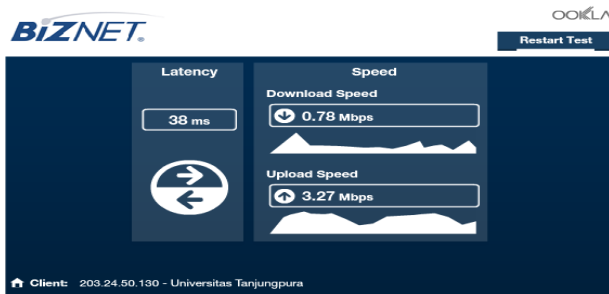 BiZNET.
OOKLA
Restart Test
Latency
Speed
Download Speed
38 ms
0.78 Mbps
Upload Speed
3.27 Mbps
Client: 203.24.50.130 - Universitas Tanjungpura